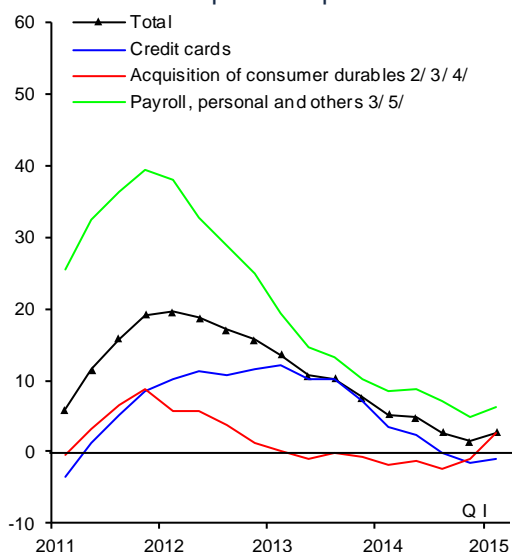 60
Total
Credit cards
50
Acquisition of consumer durables 2/ 3/ 4/
Payroll, personal and others 3/ 5/
40
30
20
10
0
Q I
-10
2011 2012 2013 2014 2015